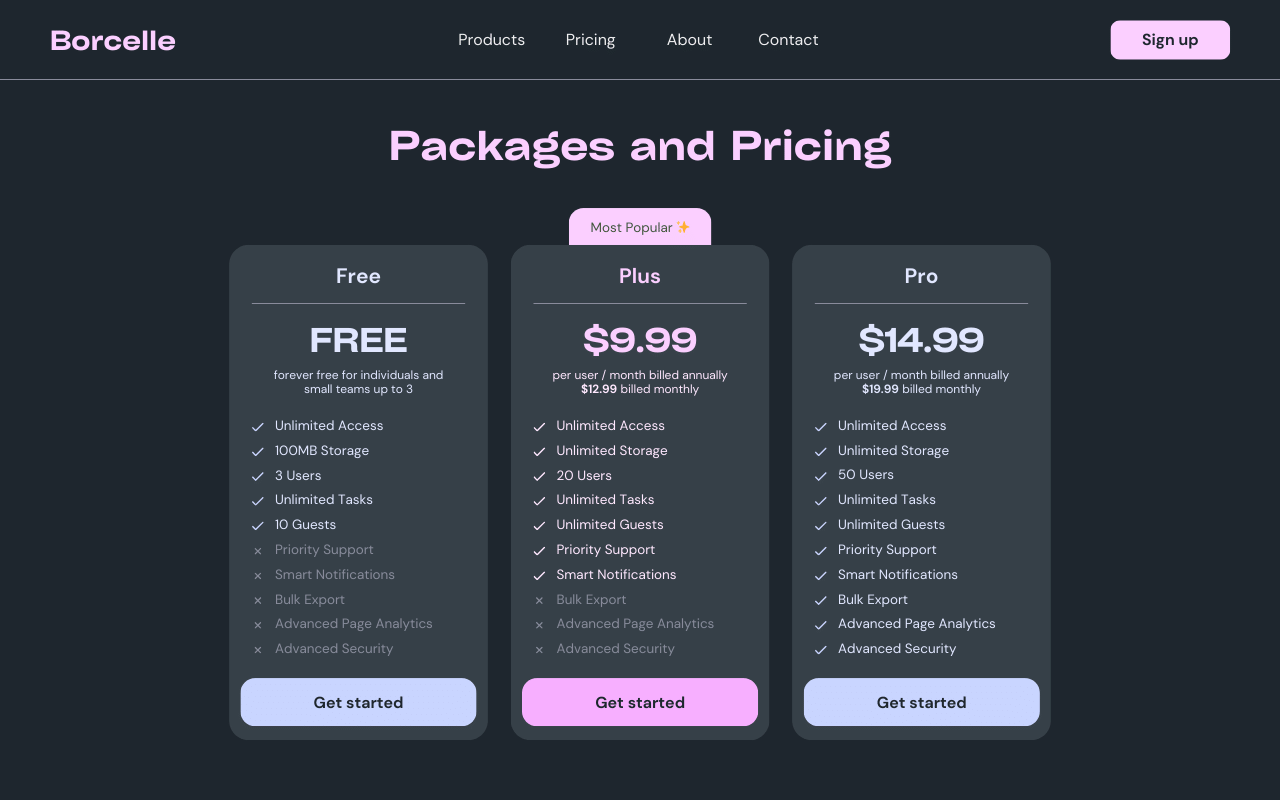 Borcelle
Products
Pricing
About
Contact
Sign up
Packages and Pricing
Most Popular ✨
Free
FREE
forever free for individuals and
small teams up to 3
Unlimited Access
100MB Storage
3 Users
Unlimited Tasks
10 Guests
Priority Support
Smart Notifications
Bulk Export
Advanced Page Analytics
Advanced Security
Get started
Plus
$9.99
per user / month billed annually
$12.99 billed monthly
Unlimited Access
Unlimited Storage
20 Users
Unlimited Tasks
Unlimited Guests
Priority Support
Smart Notifications
Bulk Export
Advanced Page Analytics
Advanced Security
Get started
Pro
$14.99
per user / month billed annually
$19.99 billed monthly
Unlimited Access
Unlimited Storage
50 Users
Unlimited Tasks
Unlimited Guests
Priority Support
Smart Notifications
Bulk Export
Advanced Page Analytics
Advanced Security
Get started